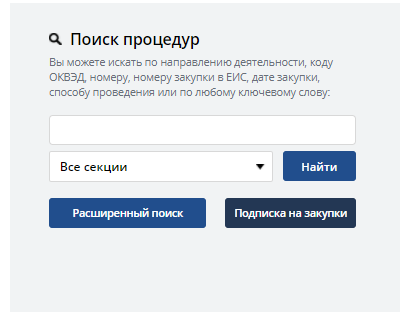 Поиск процедур
Вы можете искать по направлению деятельности, коду
ОКВЭД, номеру, номеру закупки в ЕИС, дате закупки,
способу проведения или по любому ключевому слову:
Все секции
Найти
Расширенный поиск
Подписка на закупки